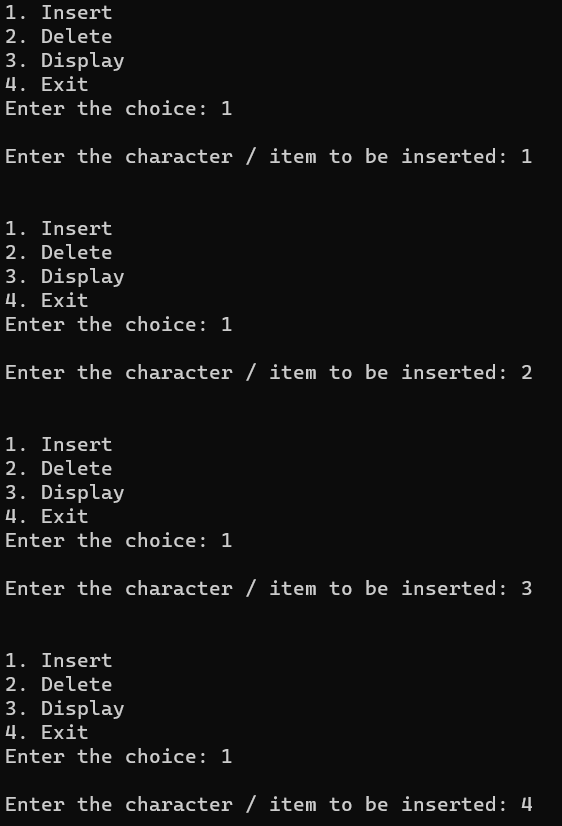 1. Insert
2. Delete
3. Display
4. Exit
Enter the choice: 1
Enter the character / item to be inserted: 1
1. Insert
2. Delete
3. Display
4. Exit
Enter the choice: 1
Enter the character / item to be inserted: 2
1. Insert
2. Delete
3. Display
4. Exit
Enter the choice: 1
Enter the character / item to be inserted: 3
1. Insert
2. Delete
3. Display
4. Exit
Enter the choice: 1
Enter the character / item to be inserted: 4